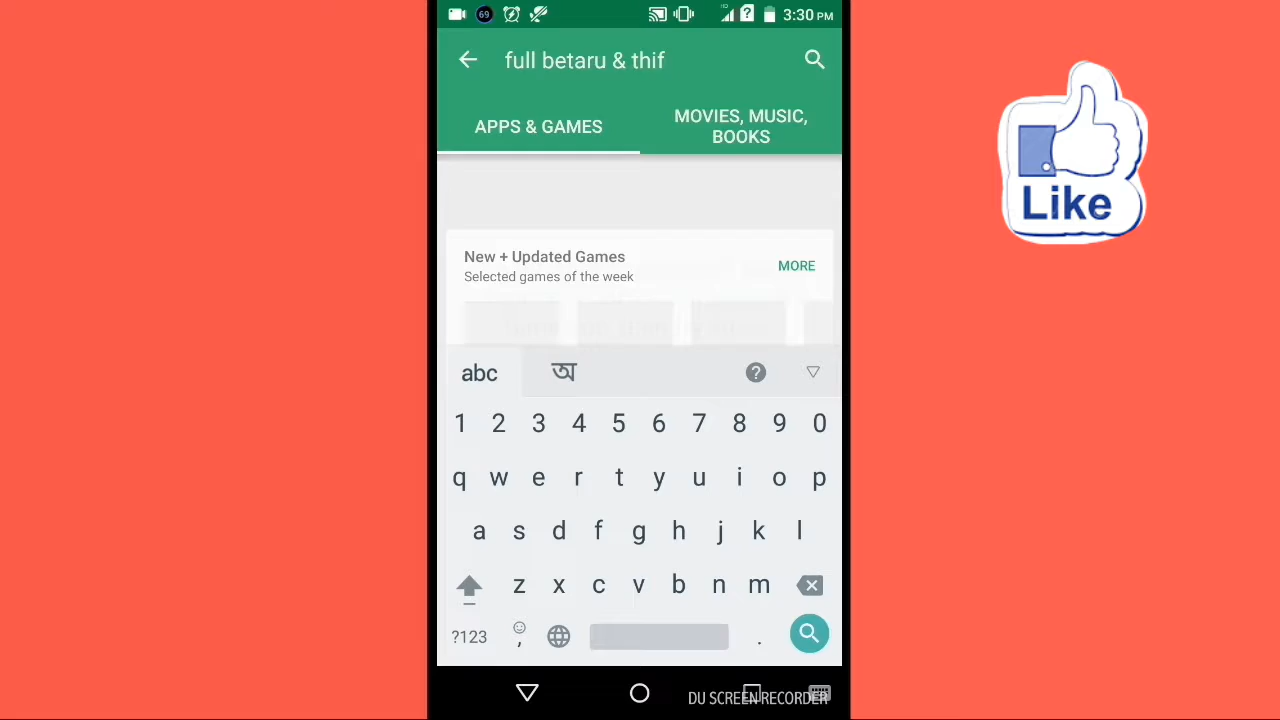 69
3:30 PM
full betaru & thif
APPS & GAMES
MOVIES, MUSIC,
BOOKS
Like
New + Updated Games
Selected games of the week
MORE
abc
অ
?
1 2 3 4 5 6 7 8 9 0
q w e r t y u i o p
a s d f g h j k l
z x c v b n m
?123 , .
DU SCREEN RECORDER